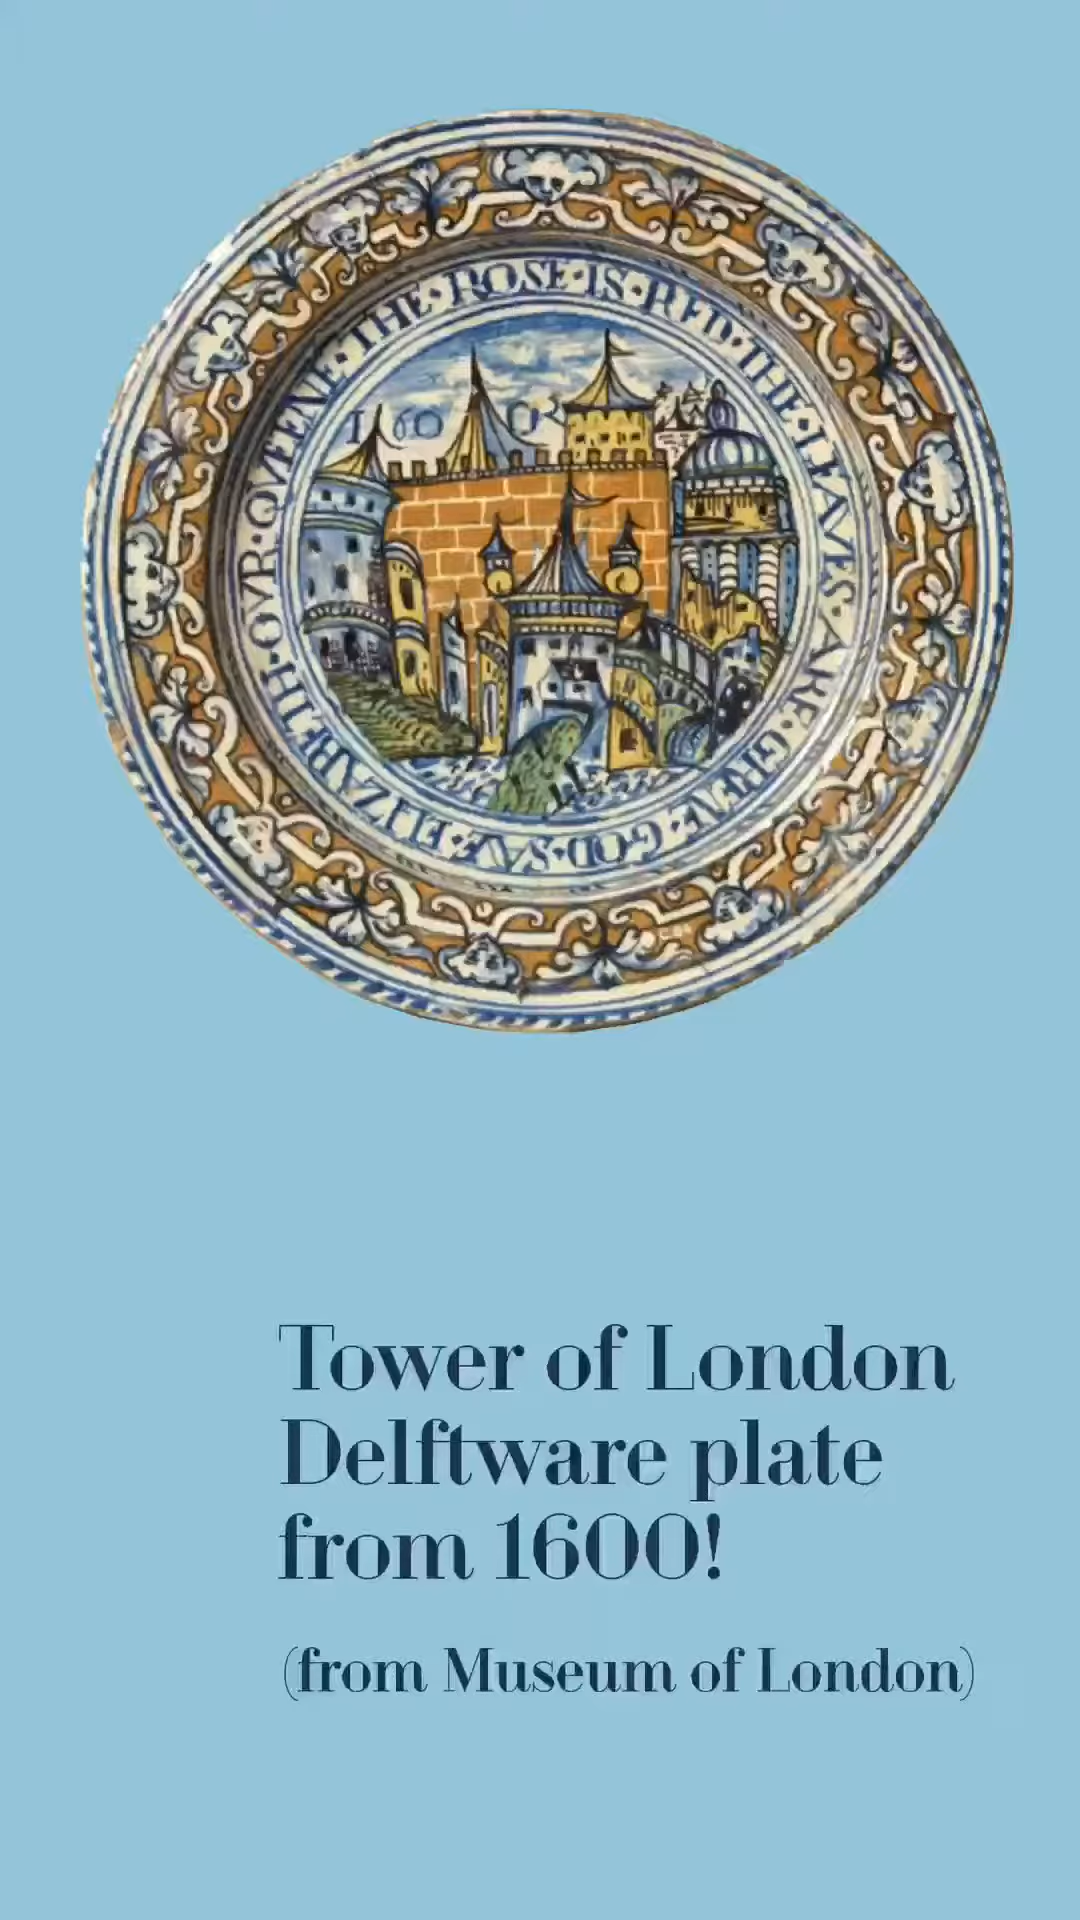 THE·ROSE·IS·RED·THE·LEAVES·ARE·GRENE·GOD·SAVE·ELIZABETH·OVR·QVEENE
1600
Tower of London
Delftware plate
from 1600!
(from Museum of London)